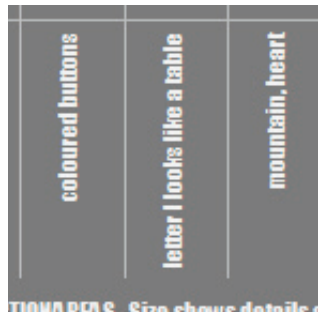 coloured buttons
letter I looks like a table
mountain, heart
Size shows details